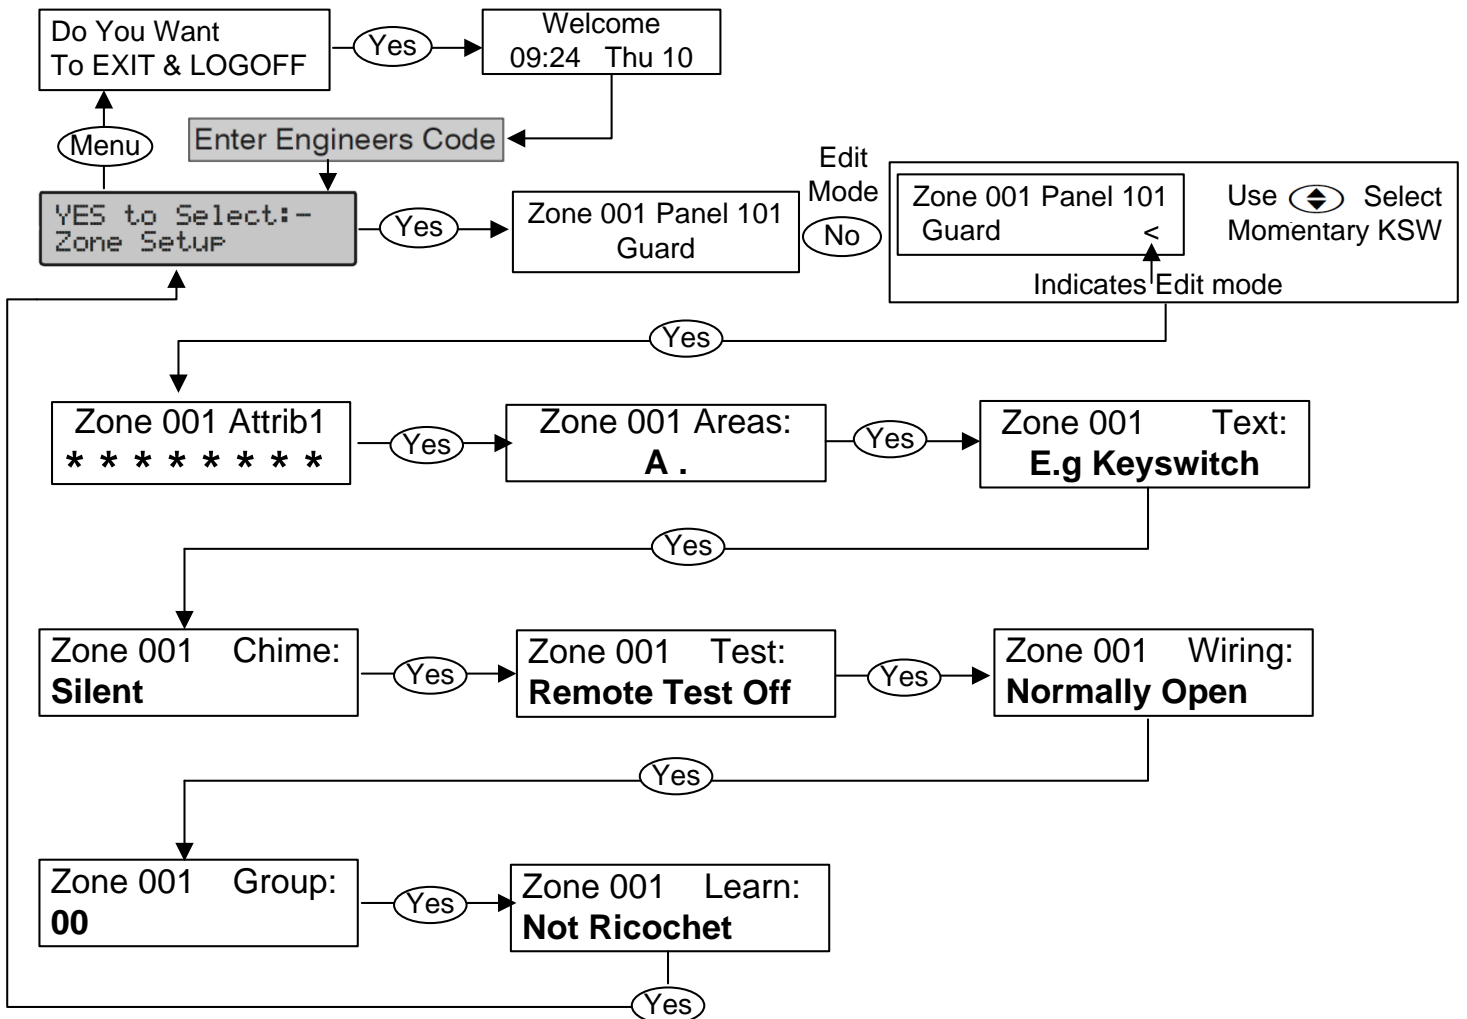 Do You Want
To EXIT & LOGOFF
Yes
Welcome
09:24 Thu 10
Menu
Enter Engineers Code
YES to Select:-
Zone Setup
Yes
Zone 001 Panel 101
Guard
Edit
Mode
No
Zone 001 Panel 101
Guard <
Use Select
Momentary KSW
Indicates Edit mode
Yes
Zone 001 Attrib1
* * * * * * * *
Yes
Zone 001 Areas:
A .
Yes
Zone 001 Text:
E.g Keyswitch
Yes
Zone 001 Chime:
Silent
Yes
Zone 001 Test:
Remote Test Off
Yes
Zone 001 Wiring:
Normally Open
Yes
Zone 001 Group:
00
Yes
Zone 001 Learn:
Not Ricochet
Yes